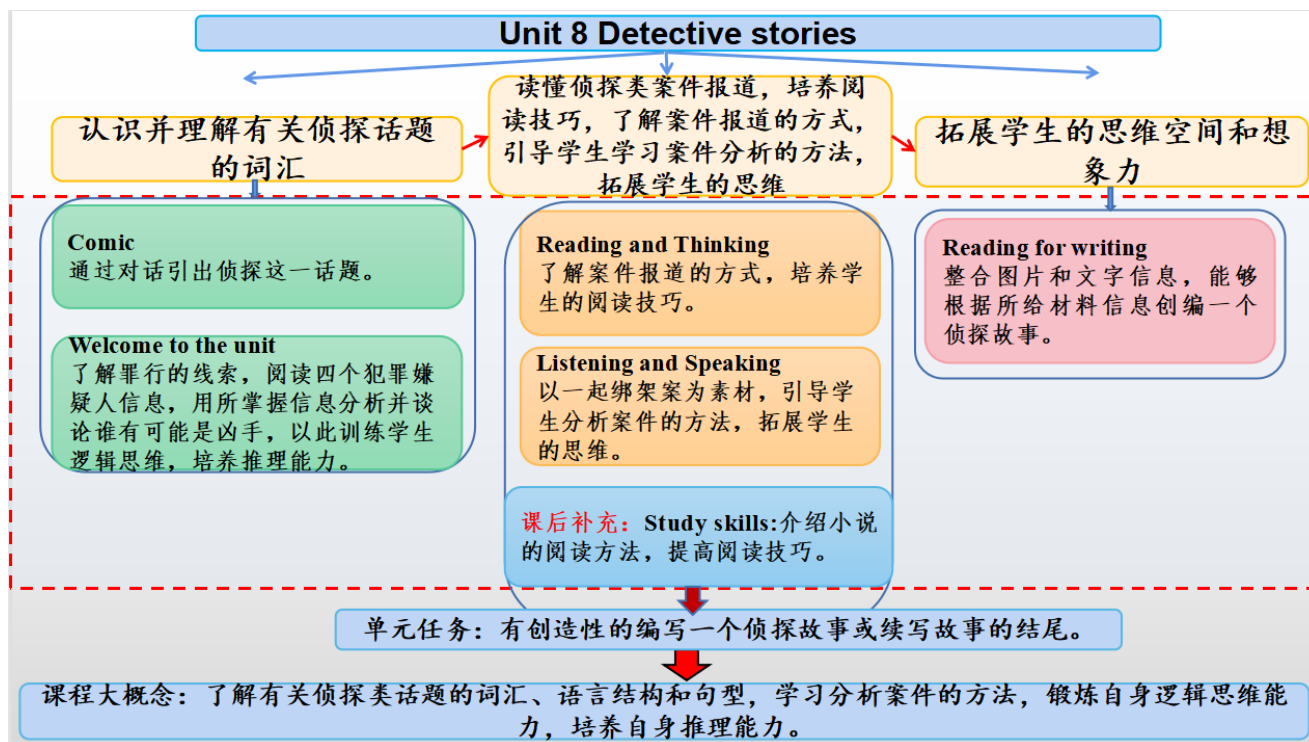 Unit 8 Detective stories
认识并理解有关侦探话题
的词汇
读懂侦探类案件报道，培养阅
读技巧，了解案件报道的方式，
引导学生学习案件分析的方法，
拓展学生的思维
拓展学生的思维空间和想
象力
Comic
通过对话引出侦探这一话题。
Welcome to the unit
了解罪行的线索，阅读四个犯罪嫌
疑人信息，用所掌握信息分析并谈
论谁有可能是凶手，以此训练学生
逻辑思维，培养推理能力。
Reading and Thinking
了解案件报道的方式，培养学
生的阅读技巧。
Listening and Speaking
以一起绑架案为素材，引导学
生分析案件的方法，拓展学生
的思维。
课后补充：Study skills:介绍小说
的阅读方法，提高阅读技巧。
Reading for writing
整合图片和文字信息，能够
根据所给材料信息创编一个
侦探故事。
单元任务：有创造性的编写一个侦探故事或续写故事的结尾。
课程大概念：了解有关侦探类话题的词汇、语言结构和句型，学习分析案件的方法，锻炼自身逻辑思维能
力，培养自身推理能力。